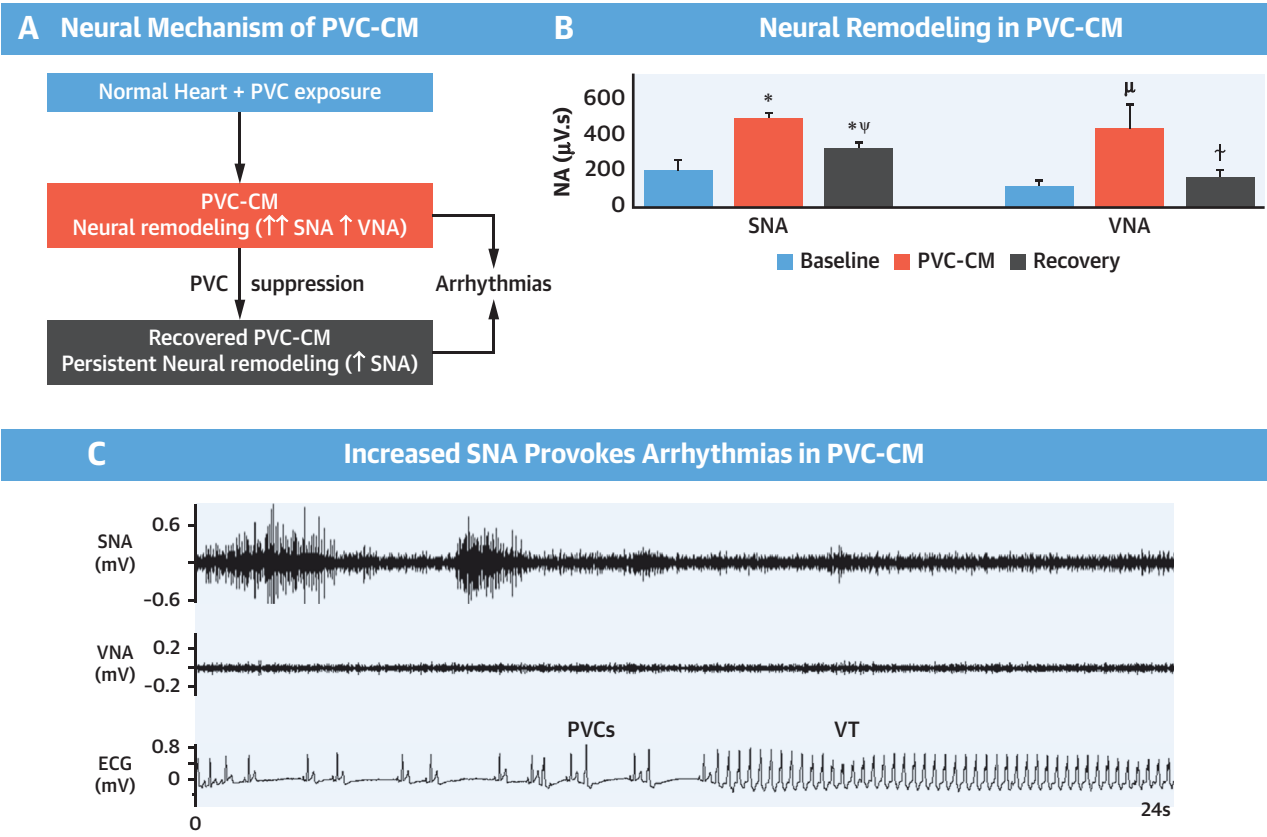 A Neural Mechanism of PVC-CM
Normal Heart + PVC exposure
PVC-CM
Neural remodeling (↑↑ SNA ↑ VNA)
PVC suppression
Arrhythmias
Recovered PVC-CM
Persistent Neural remodeling (↑ SNA)
B Neural Remodeling in PVC-CM
NA (μV.s)
600
400
200
0
*
*ψ
μ
SNA
VNA
Baseline PVC-CM Recovery
C Increased SNA Provokes Arrhythmias in PVC-CM
SNA
(mV)
0.6
–0.6
VNA
(mV)
0.2
–0.2
PVCs
VT
ECG
(mV)
0.8
0
0
24s